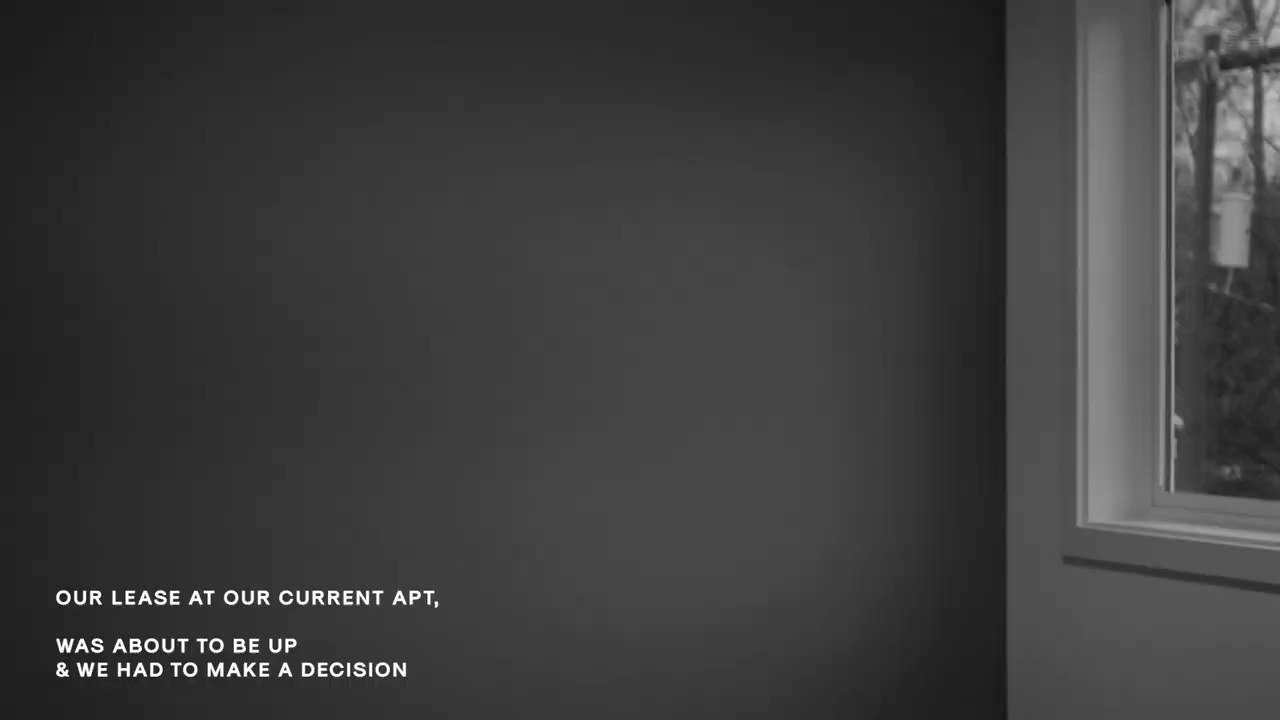 OUR LEASE AT OUR CURRENT APT,
WAS ABOUT TO BE UP
& WE HAD TO MAKE A DECISION